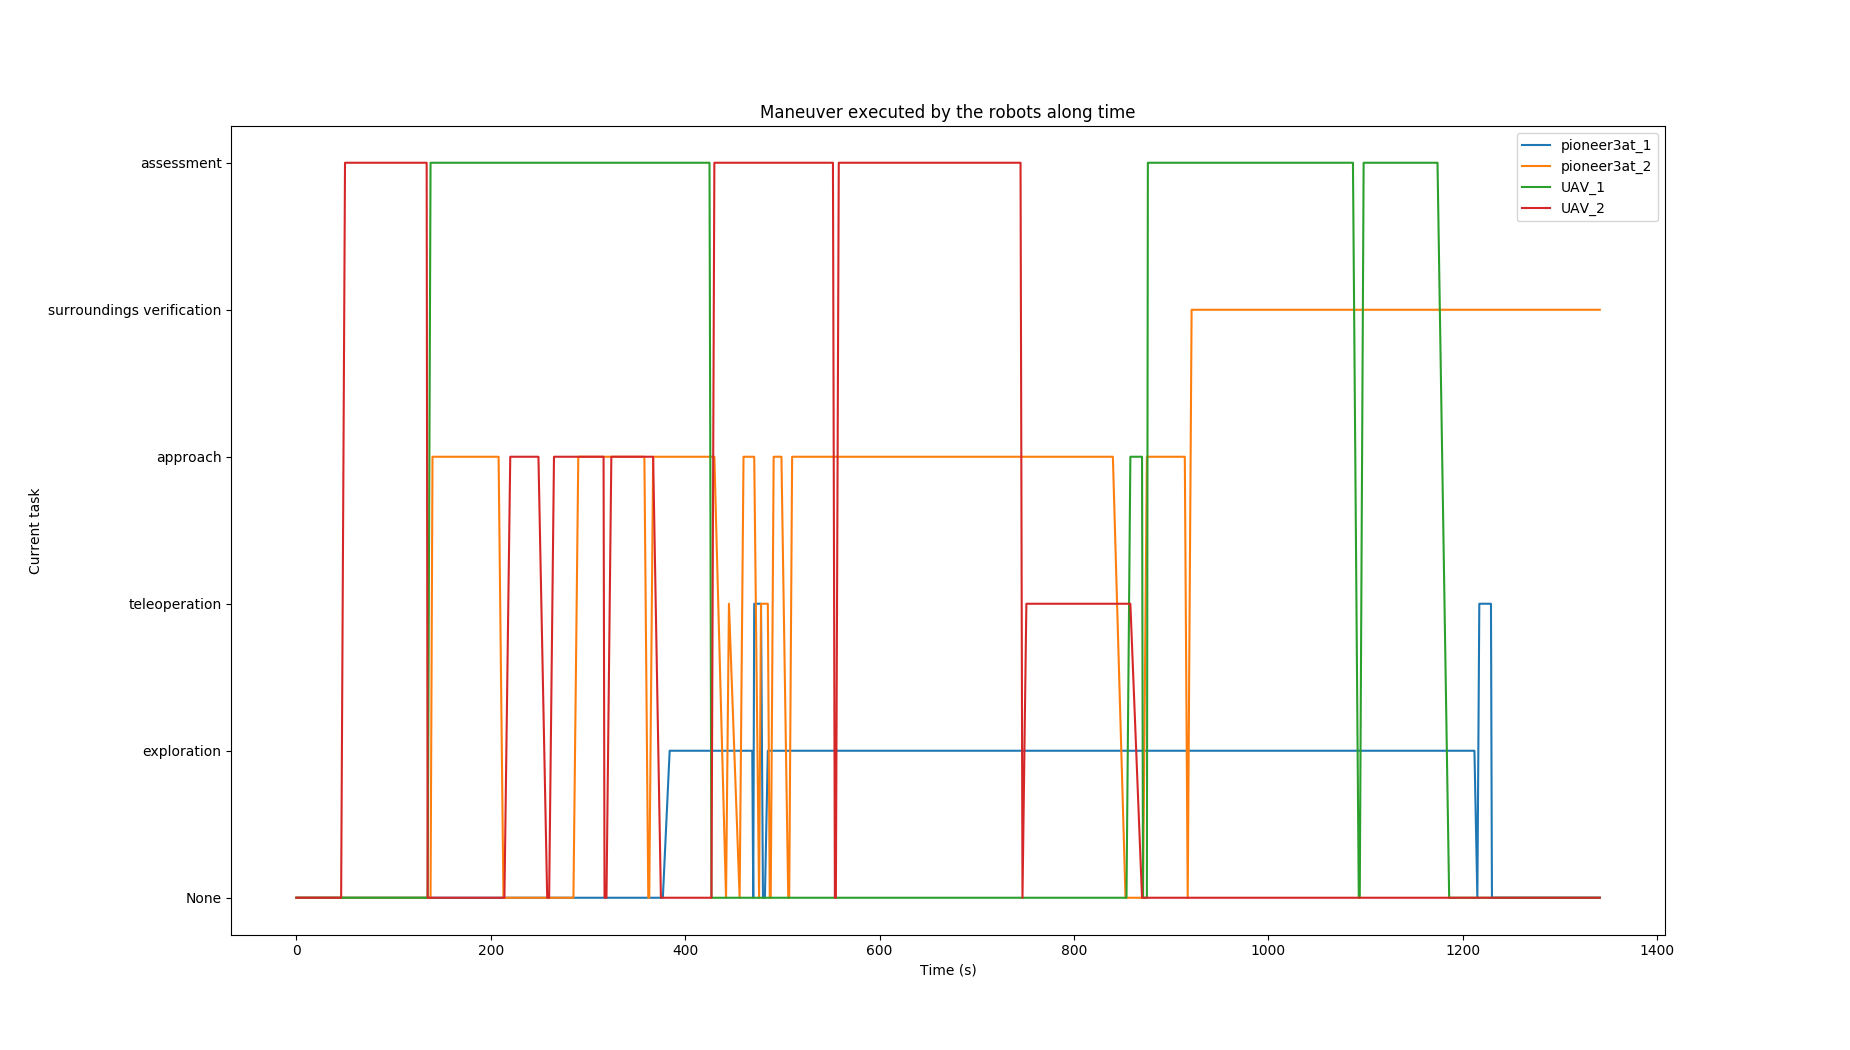 Maneuver executed by the robots along time
assessment
surroundings verification
approach
teleoperation
exploration
None
Current task
pioneer3at_1
pioneer3at_2
UAV_1
UAV_2
0 200 400 600 800 1000 1200 1400
Time (s)